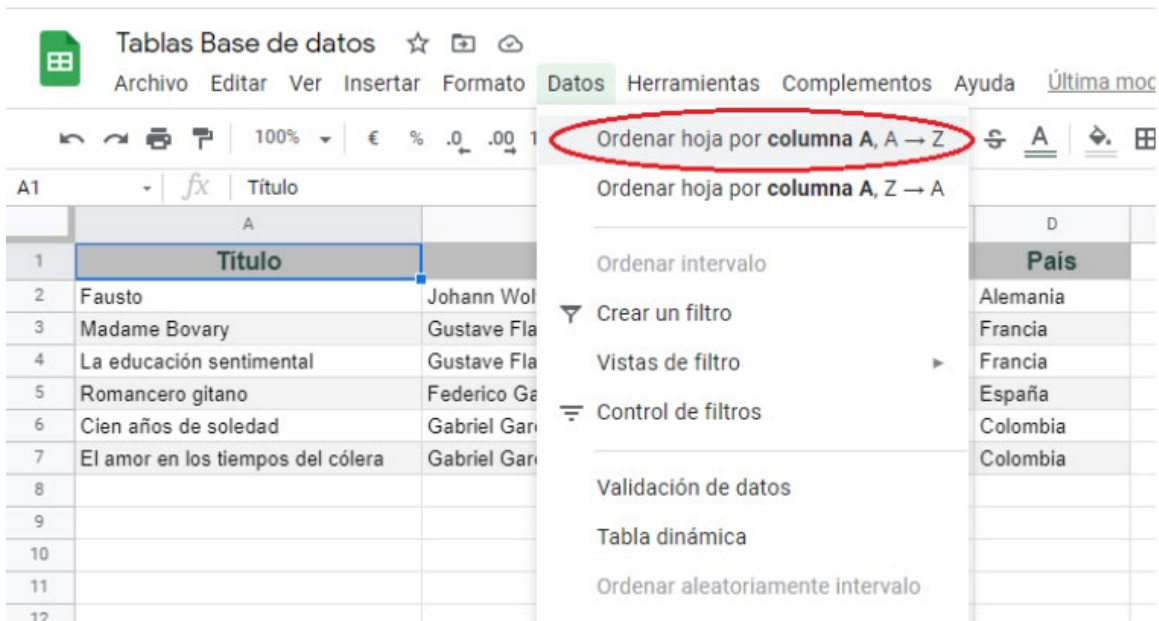 Tablas Base de datos
Archivo Editar Ver Insertar Formato Datos Herramientas Complementos Ayuda Última moc
100% € % .0 .00 1 S A
A1 fx Título
A D
1 Título País
2 Fausto Johann Wol Alemania
3 Madame Bovary Gustave Fla Francia
4 La educación sentimental Gustave Fla Francia
5 Romancero gitano Federico Ga España
6 Cien años de soledad Gabriel Gar Colombia
7 El amor en los tiempos del cólera Gabriel Gar Colombia
8
9
10
11
12
Ordenar hoja por columna A, A → Z
Ordenar hoja por columna A, Z → A
Ordenar intervalo
Crear un filtro
Vistas de filtro
Control de filtros
Validación de datos
Tabla dinámica
Ordenar aleatoriamente intervalo